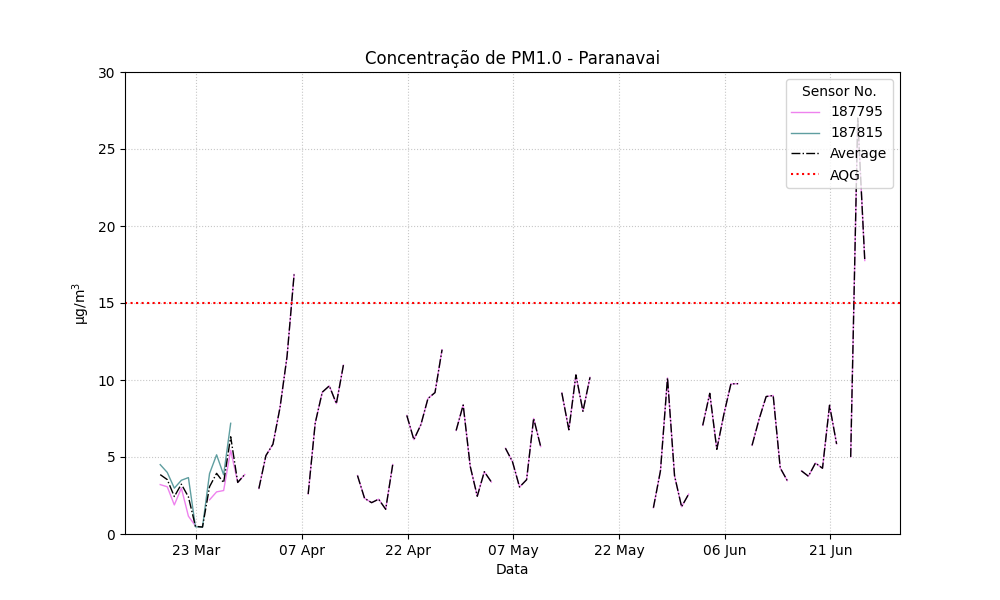 Concentração de PM1.0 - Paranavai
30
25
20
15
10
5
0
µg/m³
Sensor No.
187795
187815
Average
AQG
23 Mar
07 Apr
22 Apr
07 May
22 May
06 Jun
21 Jun
Data